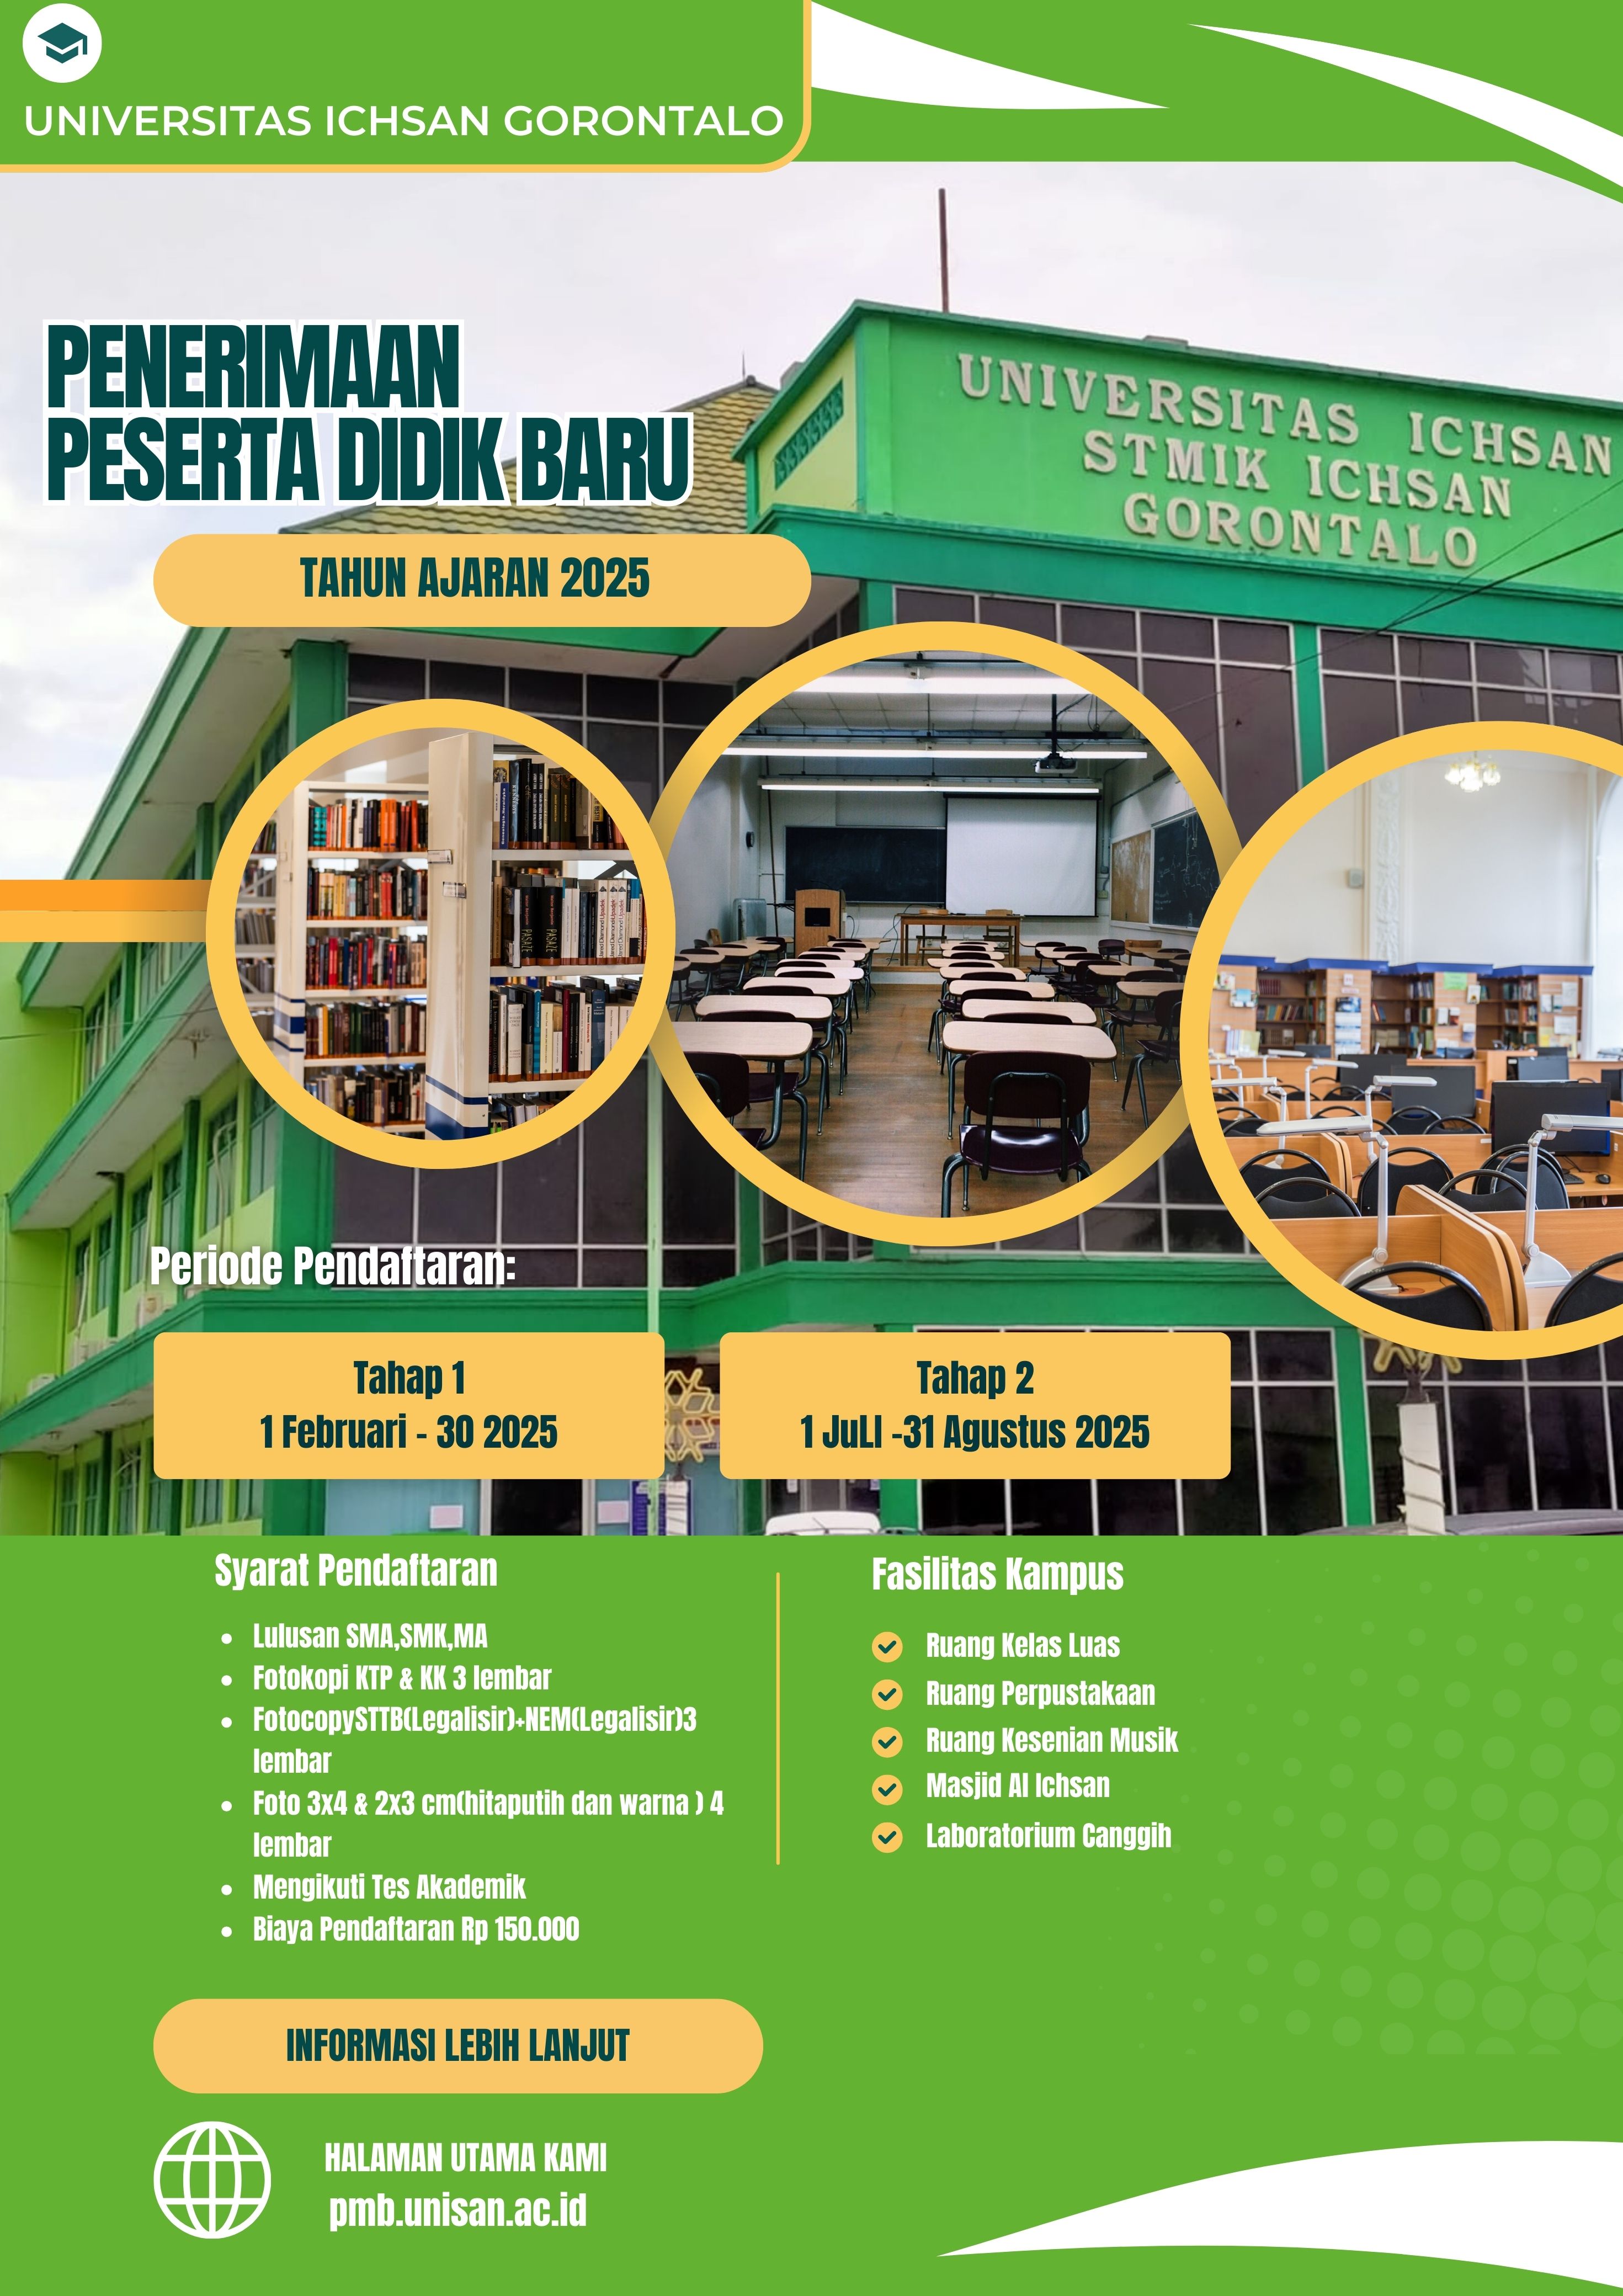 UNIVERSITAS ICHSAN GORONTALO
PENERIMAAN
PESERTA DIDIK BARU
TAHUN AJARAN 2025
UNIVERSITAS ICHSAN
STMIK ICHSAN
GORONTALO
Periode Pendaftaran:
Tahap 1
1 Februari - 30 2025
Tahap 2
1 JuLI -31 Agustus 2025
Syarat Pendaftaran
Lulusan SMA,SMK,MA
Fotokopi KTP & KK 3 lembar
FotocopySTTB(Legalisir)+NEM(Legalisir)3
lembar
Foto 3x4 & 2x3 cm(hitaputih dan warna ) 4
lembar
Mengikuti Tes Akademik
Biaya Pendaftaran Rp 150.000
Fasilitas Kampus
Ruang Kelas Luas
Ruang Perpustakaan
Ruang Kesenian Musik
Masjid Al Ichsan
Laboratorium Canggih
INFORMASI LEBIH LANJUT
HALAMAN UTAMA KAMI
pmb.unisan.ac.id